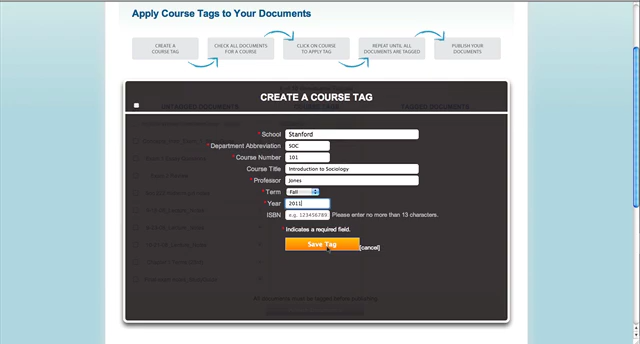 Apply Course Tags to Your Documents
CREATE A
COURSE TAG
CHECK ALL DOCUMENTS
FOR A COURSE
CLICK ON COURSE
TO APPLY TAG
REPEAT UNTIL ALL
DOCUMENTS ARE TAGGED
PUBLISH YOUR
DOCUMENTS
CREATE A COURSE TAG
UNTAGGED DOCUMENTS
COURSE TAGS
TAGGED DOCUMENTS
* School Stanford
* Department Abbreviation SOC
* Course Number 101
Course Title Introduction to Sociology
* Professor Jones
* Term Fall
* Year 2011
ISBN e.g. 123456789 Please enter no more than 13 characters.
* Indicates a required field.
Save Tag [cancel]
All documents must be tagged before publishing